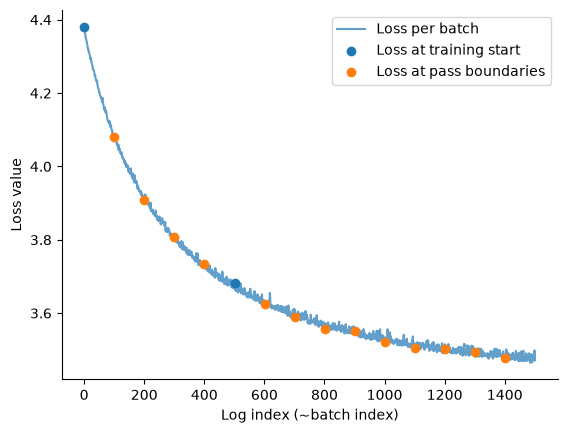 4.4
4.2
4.0
3.8
3.6
Loss value
0 200 400 600 800 1000 1200 1400
Log index (~batch index)
Loss per batch
Loss at training start
Loss at pass boundaries